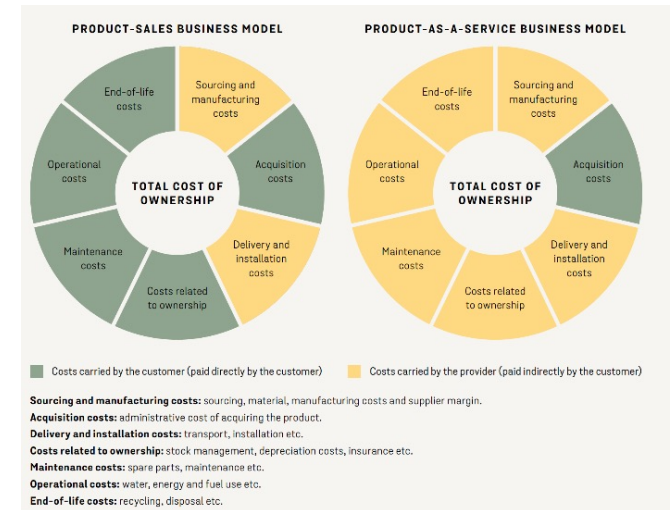 PRODUCT-SALES BUSINESS MODEL
PRODUCT-AS-A-SERVICE BUSINESS MODEL
End-of-life
costs
Sourcing and
manufacturing
costs
Operational
costs
Acquisition
costs
TOTAL COST OF
OWNERSHIP
Maintenance
costs
Delivery and
installation
costs
Costs related
to ownership
End-of-life
costs
Sourcing and
manufacturing
costs
Operational
costs
Acquisition
costs
TOTAL COST OF
OWNERSHIP
Maintenance
costs
Delivery and
installation
costs
Costs related
to ownership
Costs carried by the customer (paid directly by the customer)
Costs carried by the provider (paid indirectly by the customer)
Sourcing and manufacturing costs: sourcing, material, manufacturing costs and supplier margin.
Acquisition costs: administrative cost of acquiring the product.
Delivery and installation costs: transport, installation etc.
Costs related to ownership: stock management, depreciation costs, insurance etc.
Maintenance costs: spare parts, maintenance etc.
Operational costs: water, energy and fuel use etc.
End-of-life costs: recycling, disposal etc.